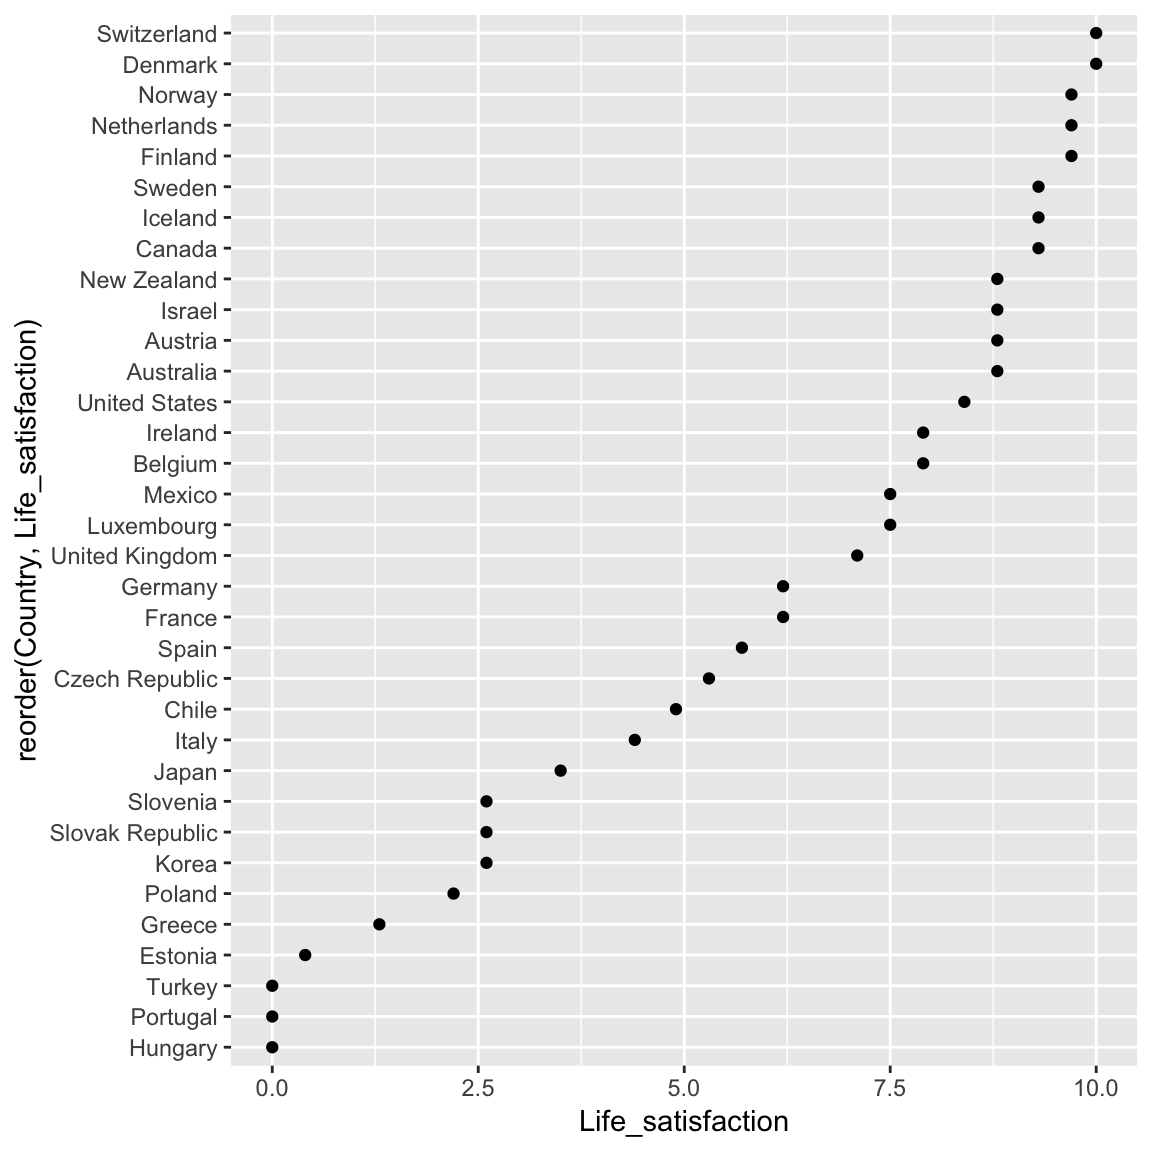 Switzerland
Denmark
Norway
Netherlands
Finland
Sweden
Iceland
Canada
New Zealand
Israel
Austria
Australia
United States
Ireland
Belgium
Mexico
Luxembourg
United Kingdom
Germany
France
Spain
Czech Republic
Chile
Italy
Japan
Slovenia
Slovak Republic
Korea
Poland
Greece
Estonia
Turkey
Portugal
Hungary
reorder(Country, Life_satisfaction)
0.0 2.5 5.0 7.5 10.0
Life_satisfaction